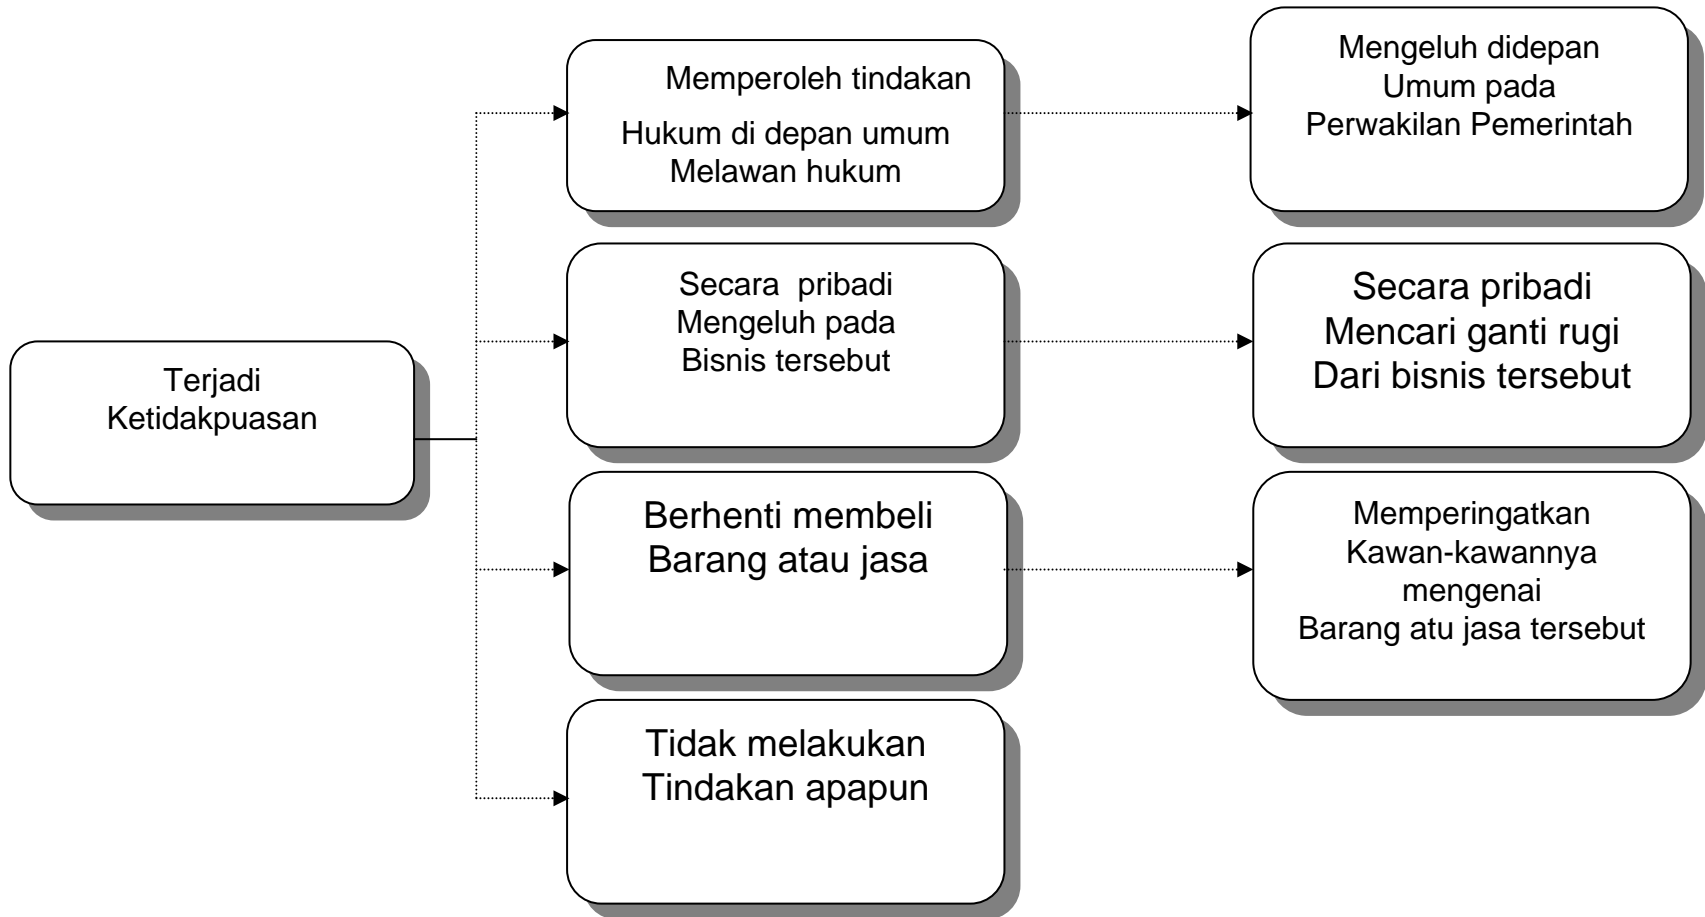 Memperoleh tindakan
Hukum di depan umum
Melawan hukum
Mengeluh didepan
Umum pada
Perwakilan Pemerintah
Secara pribadi
Mengeluh pada
Bisnis tersebut
Secara pribadi
Mencari ganti rugi
Dari bisnis tersebut
Terjadi
Ketidakpuasan
Berhenti membeli
Barang atau jasa
Memperingatkan
Kawan-kawannya
mengenai
Barang atu jasa tersebut
Tidak melakukan
Tindakan apapun